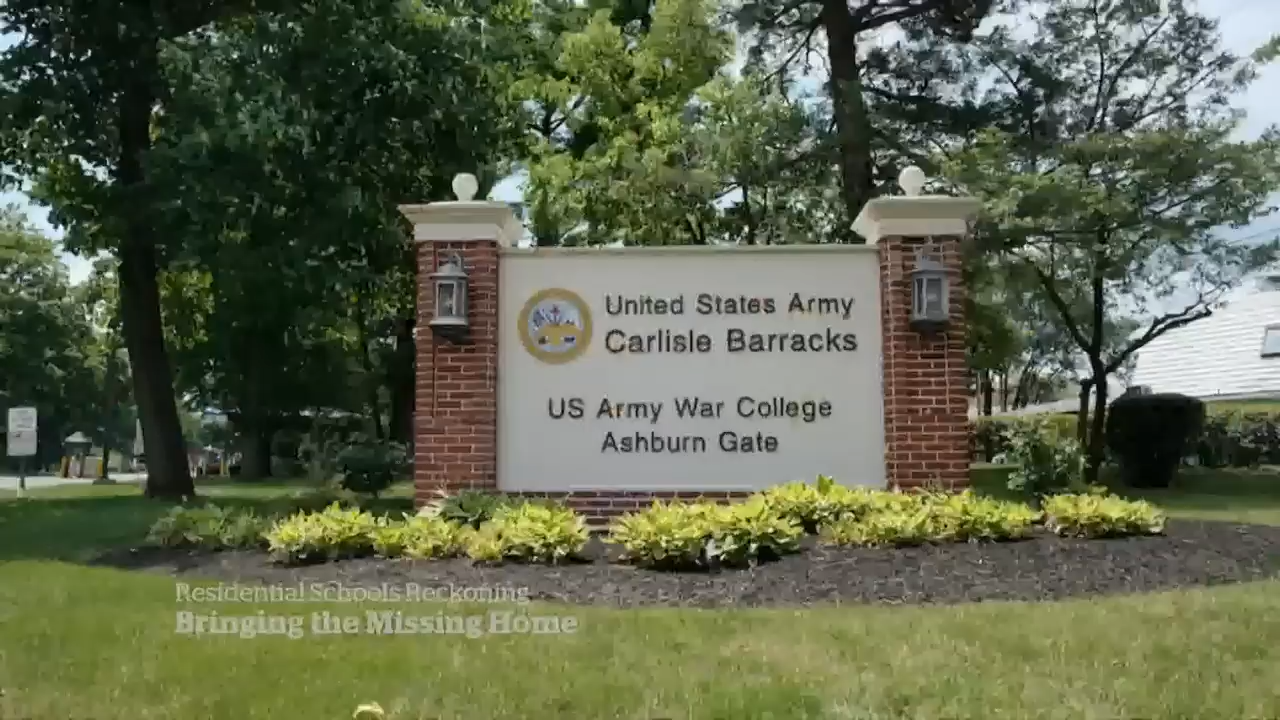 United States Army
Carlisle Barracks
US Army War College
Ashburn Gate
Residential Schools Reckoning
Bringing the Missing Home